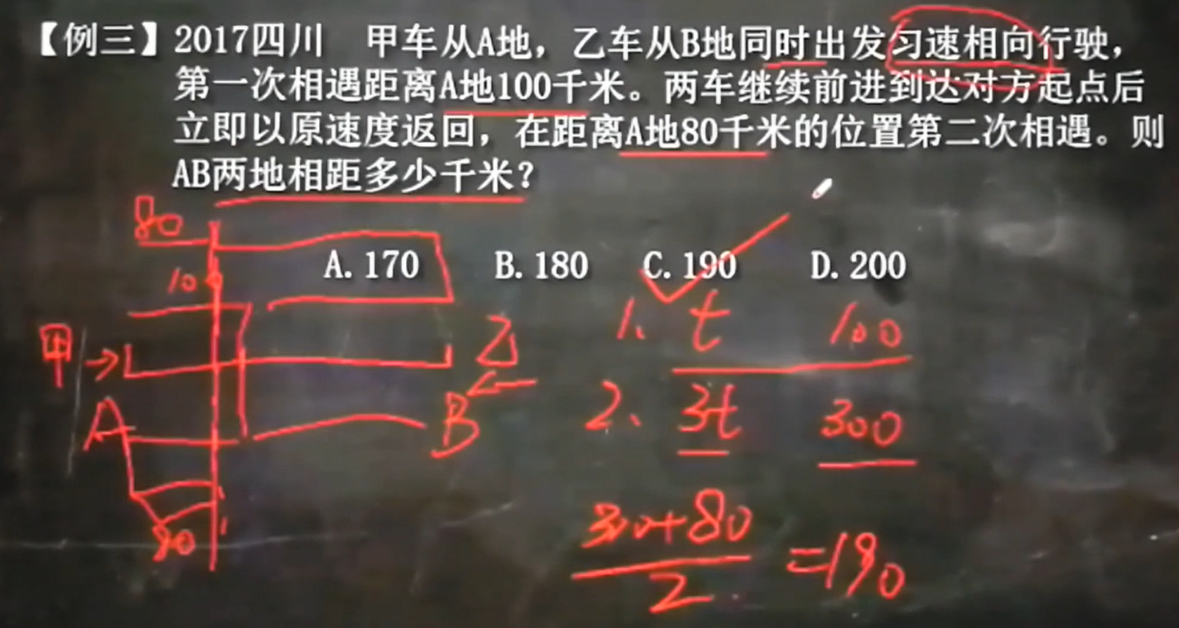 【例三】2017四川　甲车从A地，乙车从B地同时出发匀速相向行驶，
第一次相遇距离A地100千米。两车继续前进到达对方起点后
立即以原速度返回，在距离A地80千米的位置第二次相遇。则
AB两地相距多少千米？
A. 170 B. 180 C. 190 D. 200
80
甲 → 乙
A B ←
80
1、 t 100
2、 3t 300
300+80
2
=190